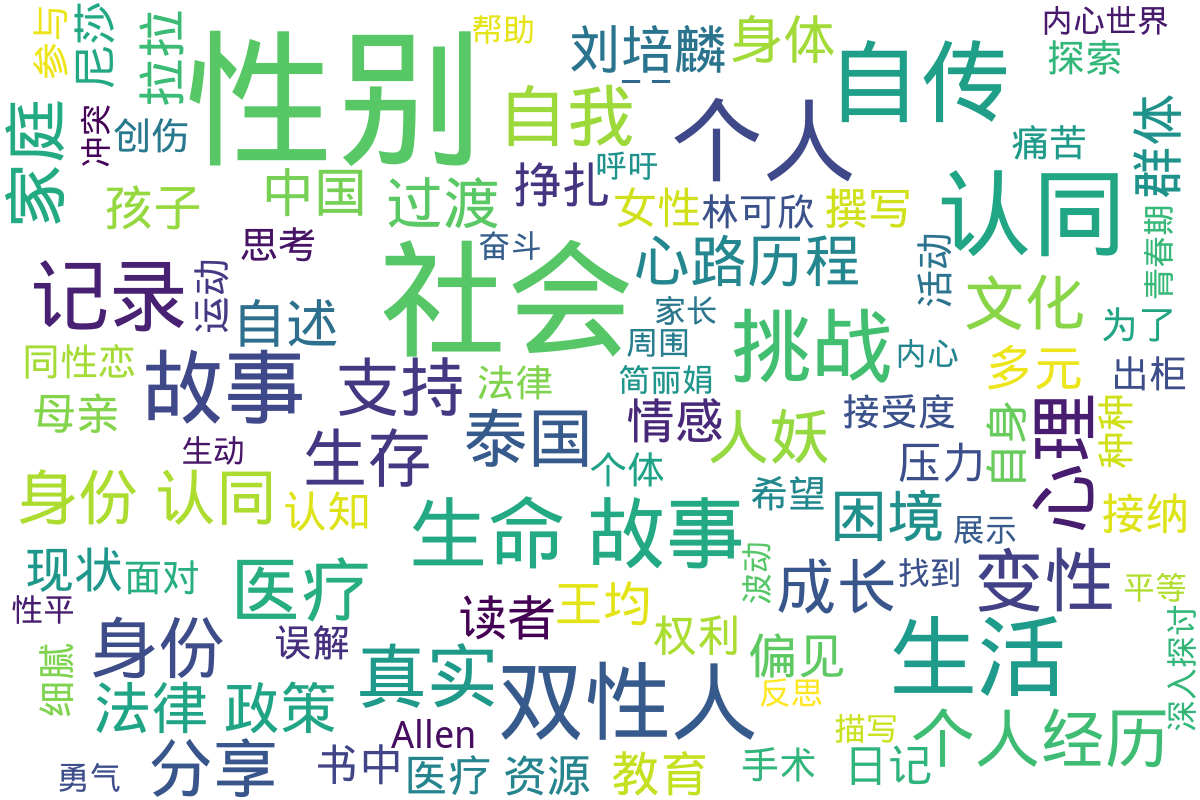 参与
尼莎
拉拉
性别
帮助
刘培麟
身体
自传
内心世界
探索
家庭
冲突
创伤
自我
个人
痛苦
群体
孩子
中国
过渡
挣扎
呼吁
女性
林可欣
撰写
认同
青春期
记录
运动
思考
自述
社会
奋斗
心路历程
家长
周围
活动
文化
为了
同性恋
母亲
故事
支持
法律
简丽娟
挑战
内心
多元
出柜
生动
生存
泰国
情感
人妖
接受度
压力
自身
心理
种种
身份 认同
认知
生命 故事
个体
希望
困境
展示
接纳
现状
面对
医疗
波动
成长
找到
变性
平等
性平
身份
误解
读者
王均
权利
偏见
生活
深入探讨
细腻
法律 政策
真实
双性人
反思
描写
个人经历
勇气
分享
书中
Allen
医疗 资源
教育
手术
日记